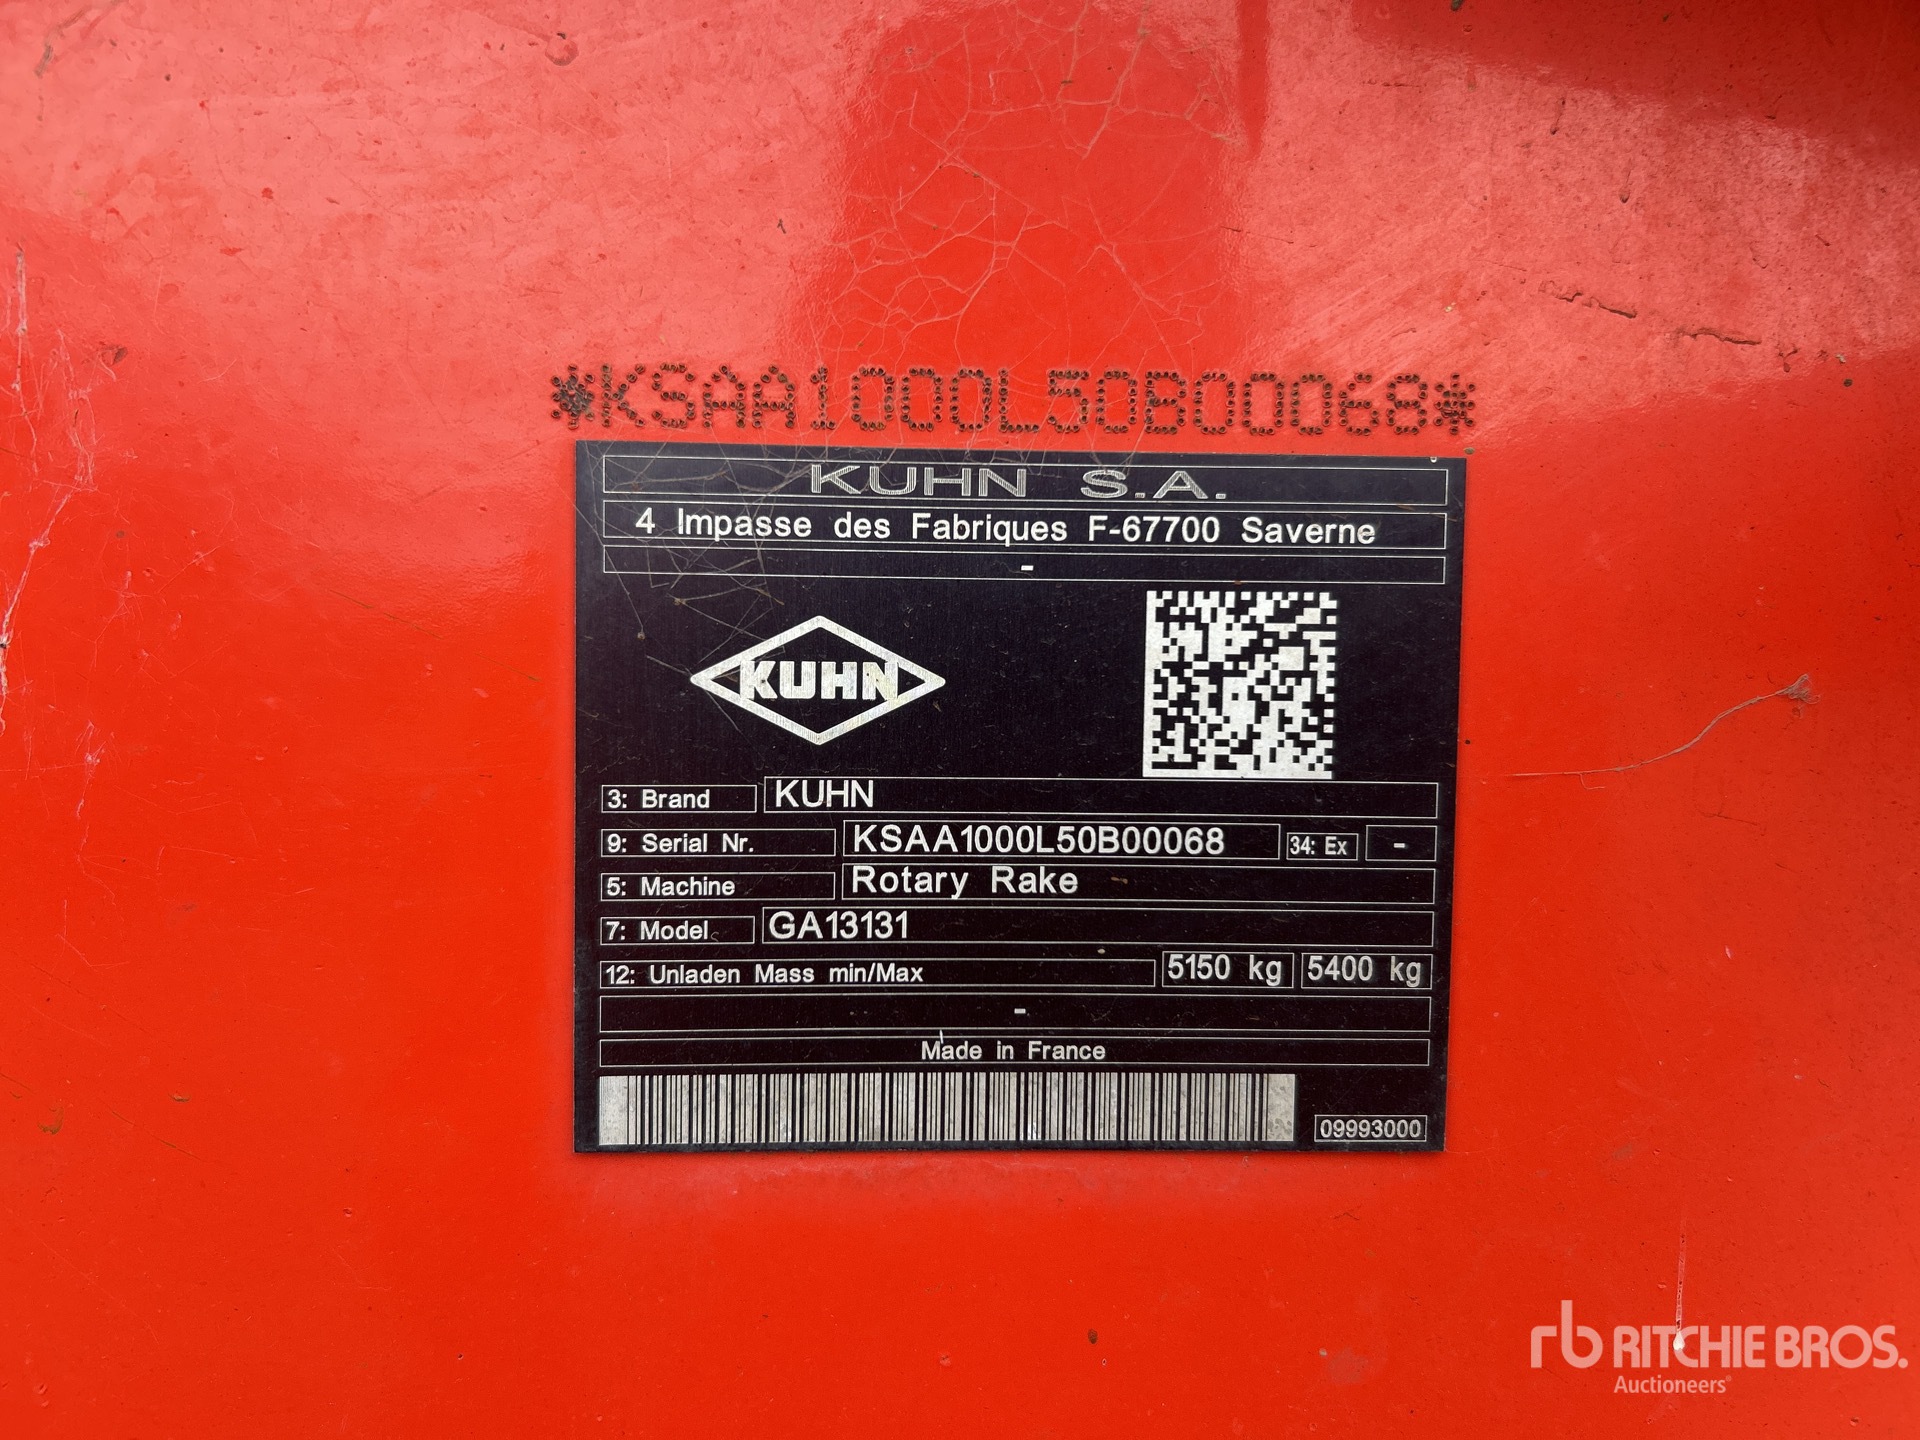 *KSAA1000L50B00068*
KUHN S.A.
4 Impasse des Fabriques F-67700 Saverne
-
KUHN
3: Brand KUHN
9: Serial Nr. KSAA1000L50B00068 34: Ex -
5: Machine Rotary Rake
7: Model GA13131
12: Unladen Mass min/Max 5150 kg 5400 kg
-
Made in France
09993000
rb RITCHIE BROS.
Auctioneers